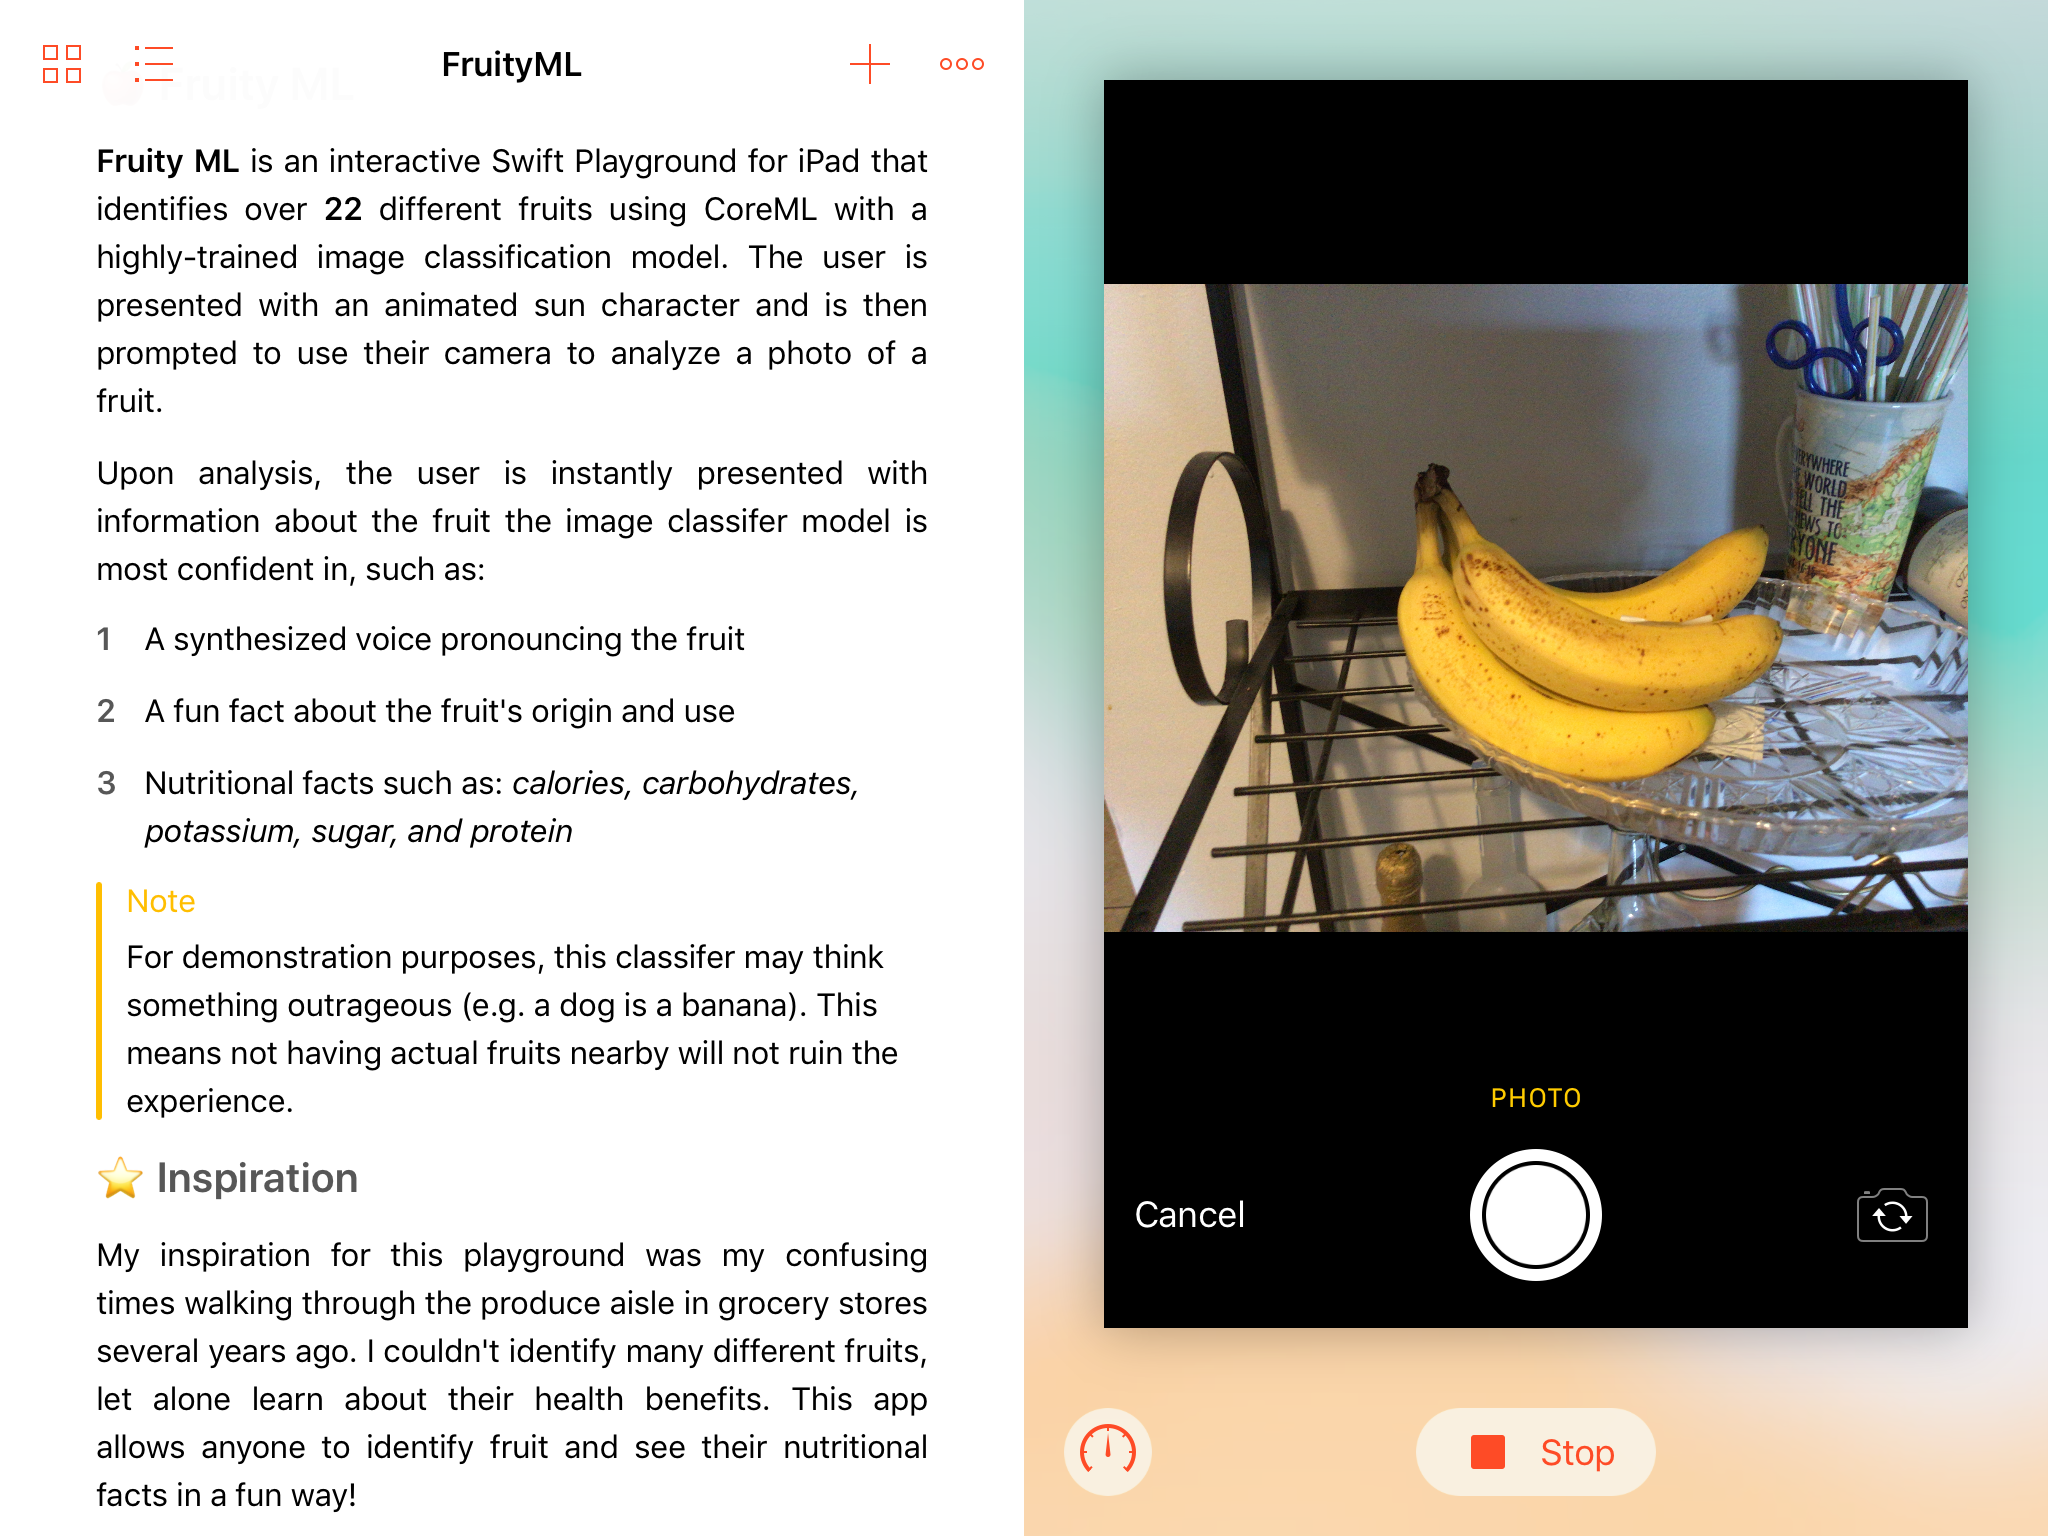 FruityML
Fruity ML
Fruity ML is an interactive Swift Playground for iPad that
identifies over 22 different fruits using CoreML with a
highly-trained image classification model. The user is
presented with an animated sun character and is then
prompted to use their camera to analyze a photo of a
fruit.
Upon analysis, the user is instantly presented with
information about the fruit the image classifer model is
most confident in, such as:
1 A synthesized voice pronouncing the fruit
2 A fun fact about the fruit's origin and use
3 Nutritional facts such as: calories, carbohydrates,
potassium, sugar, and protein
Note
For demonstration purposes, this classifer may think
something outrageous (e.g. a dog is a banana). This
means not having actual fruits nearby will not ruin the
experience.
⭐ Inspiration
My inspiration for this playground was my confusing
times walking through the produce aisle in grocery stores
several years ago. I couldn't identify many different fruits,
let alone learn about their health benefits. This app
allows anyone to identify fruit and see their nutritional
facts in a fun way!
WORLD
TELL THE
NEWS TO
PHOTO
Cancel
Stop